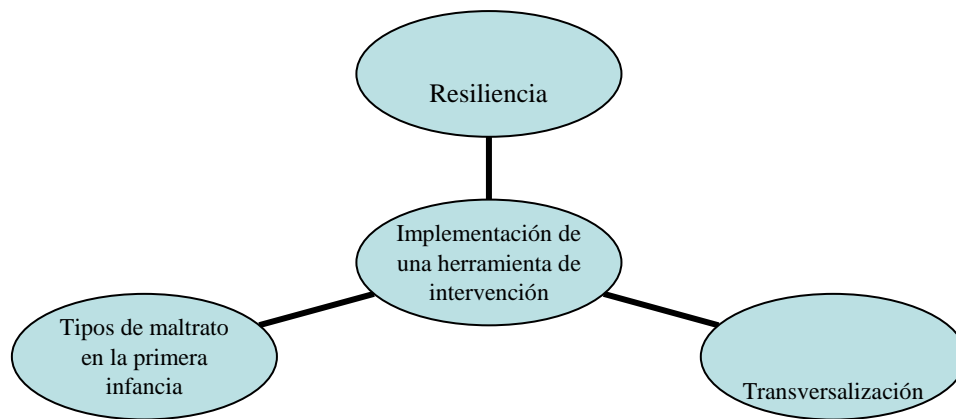 Resiliencia
Implementación de
una herramienta de
intervención
Tipos de maltrato
en la primera
infancia
Transversalización